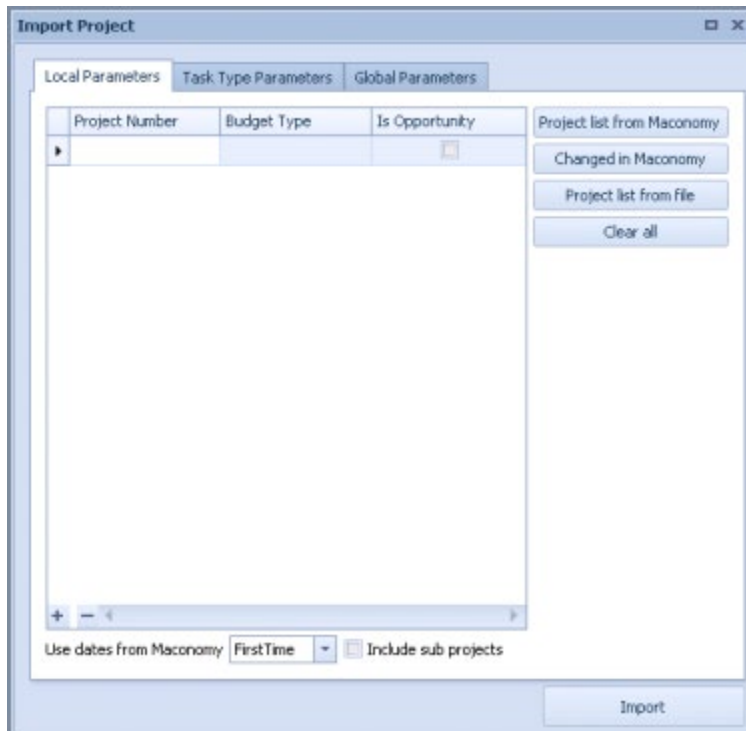 Import Project
Local Parameters Task Type Parameters Global Parameters
Project Number Budget Type Is Opportunity
Project list from Maconomy
Changed in Maconomy
Project list from file
Clear all
Use dates from Maconomy FirstTime Include sub projects
Import